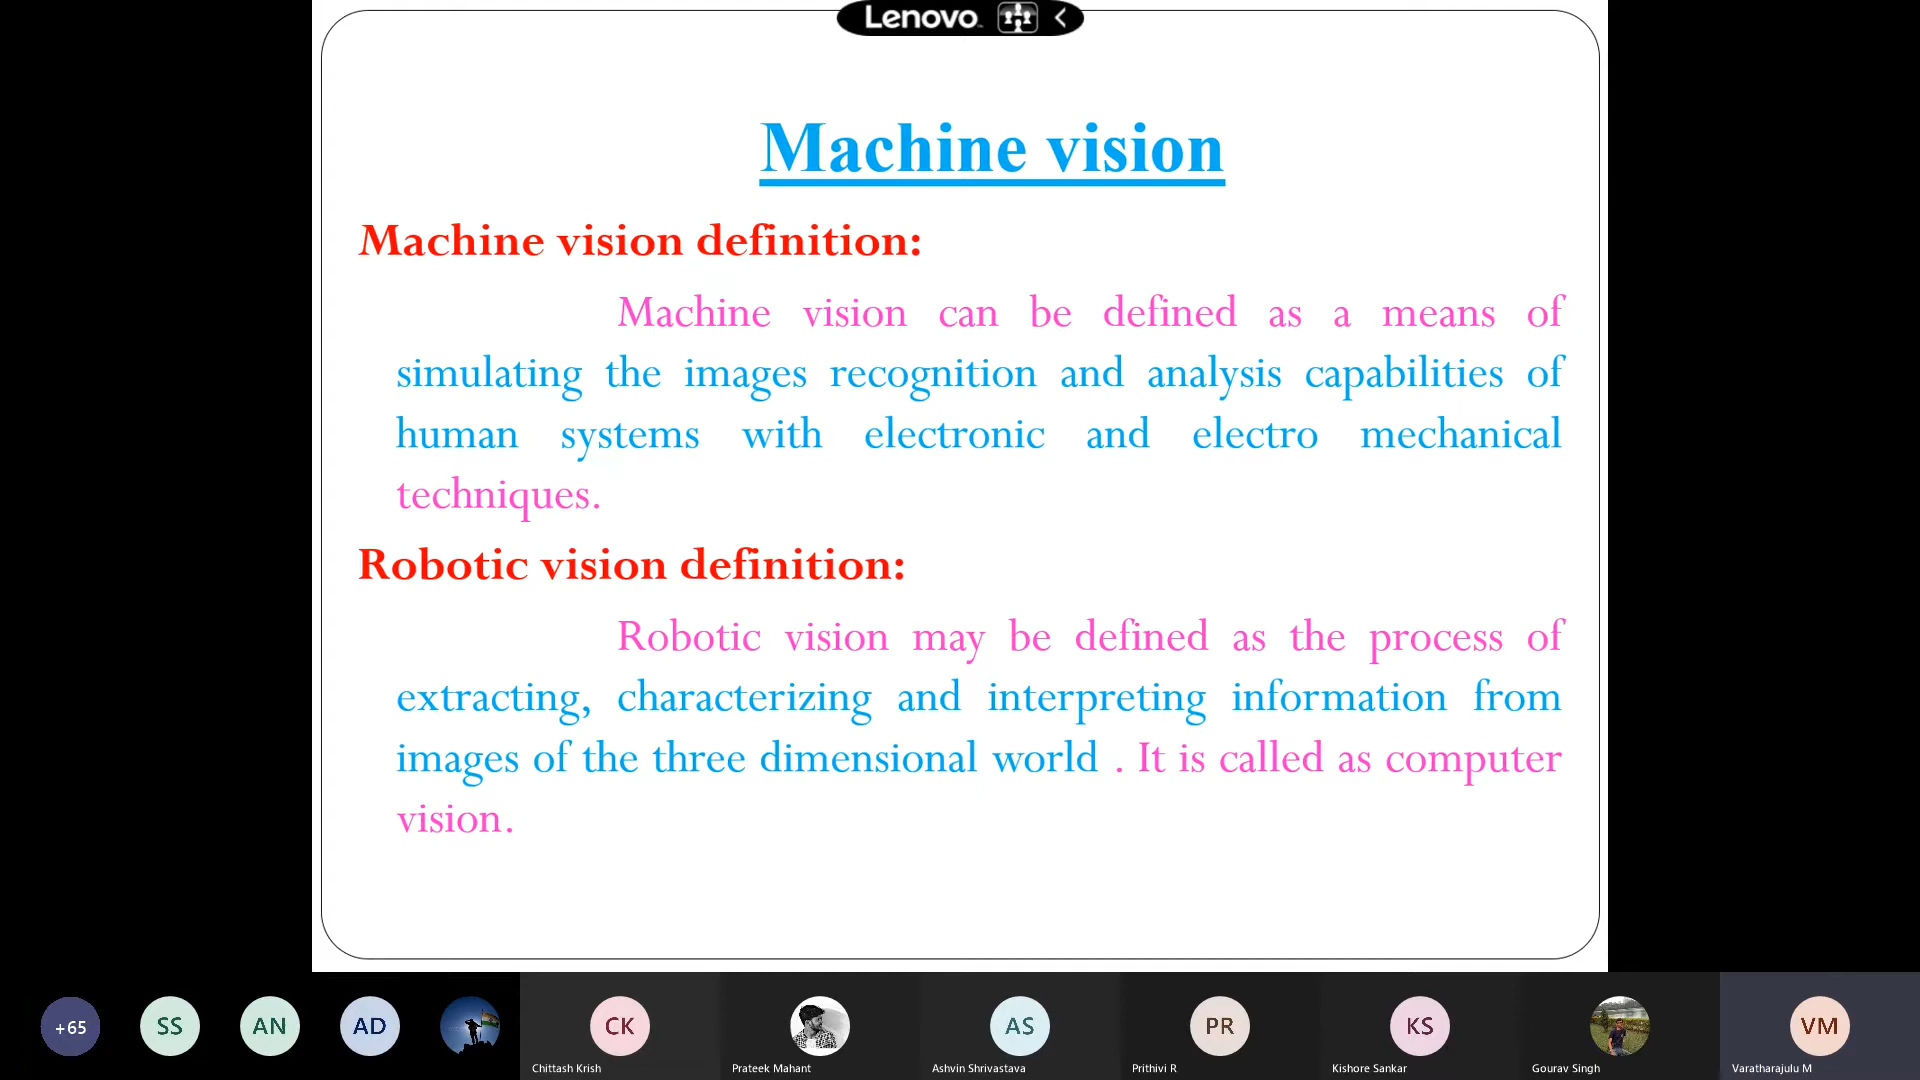 Lenovo
Machine vision
Machine vision definition:
Machine vision can be defined as a means of
simulating the images recognition and analysis capabilities of
human systems with electronic and electro mechanical
techniques.
Robotic vision definition:
Robotic vision may be defined as the process of
extracting, characterizing and interpreting information from
images of the three dimensional world . It is called as computer
vision.
+65
SS
AN
AD
CK
AS
PR
KS
VM
Chittash Krish
Prateek Mahant
Ashvin Shrivastava
Prithivi R
Kishore Sankar
Gourav Singh
Varatharajulu M